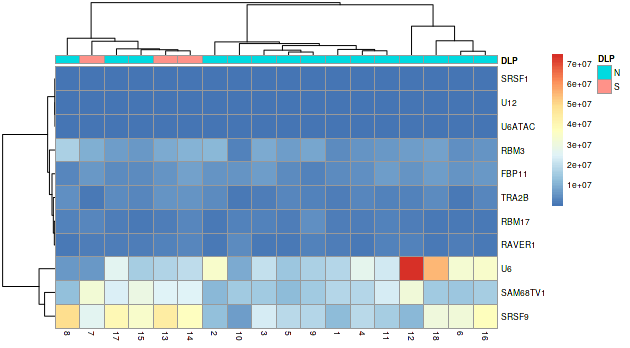 DLP
SRSF1
U12
U6ATAC
RBM3
FBP11
TRA2B
RBM17
RAVER1
U6
SAM68TV1
SRSF9
8 7 17 15 13 14 2 10 3 5 9 1 4 11 12 18 6 16
7e+07
6e+07
5e+07
4e+07
3e+07
2e+07
1e+07
DLP
N
S